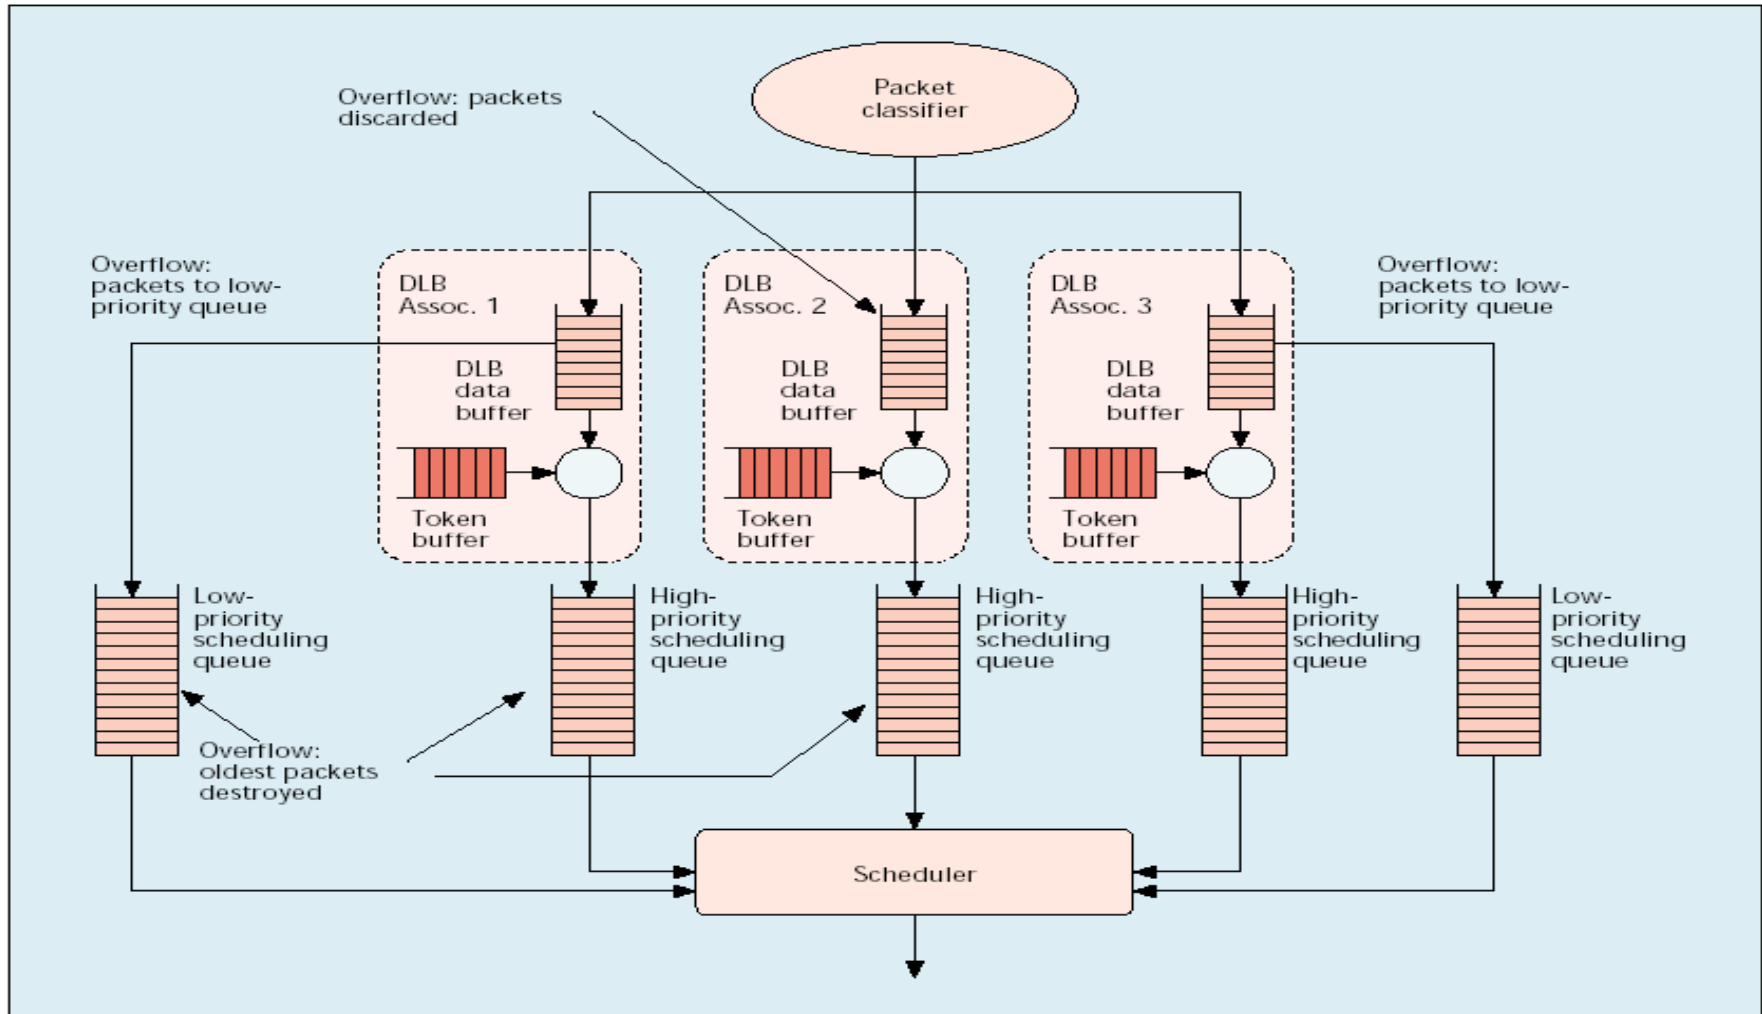 Packet
classifier
Overflow: packets
discarded
Overflow:
packets to low-
priority queue
DLB
Assoc. 1
DLB
data
buffer
Token
buffer
DLB
Assoc. 2
DLB
data
buffer
Token
buffer
DLB
Assoc. 3
DLB
data
buffer
Token
buffer
Overflow:
packets to low-
priority queue
Low-
priority
scheduling
queue
High-
priority
scheduling
queue
High-
priority
scheduling
queue
High-
priority
scheduling
queue
Low-
priority
scheduling
queue
Overflow:
oldest packets
destroyed
Scheduler